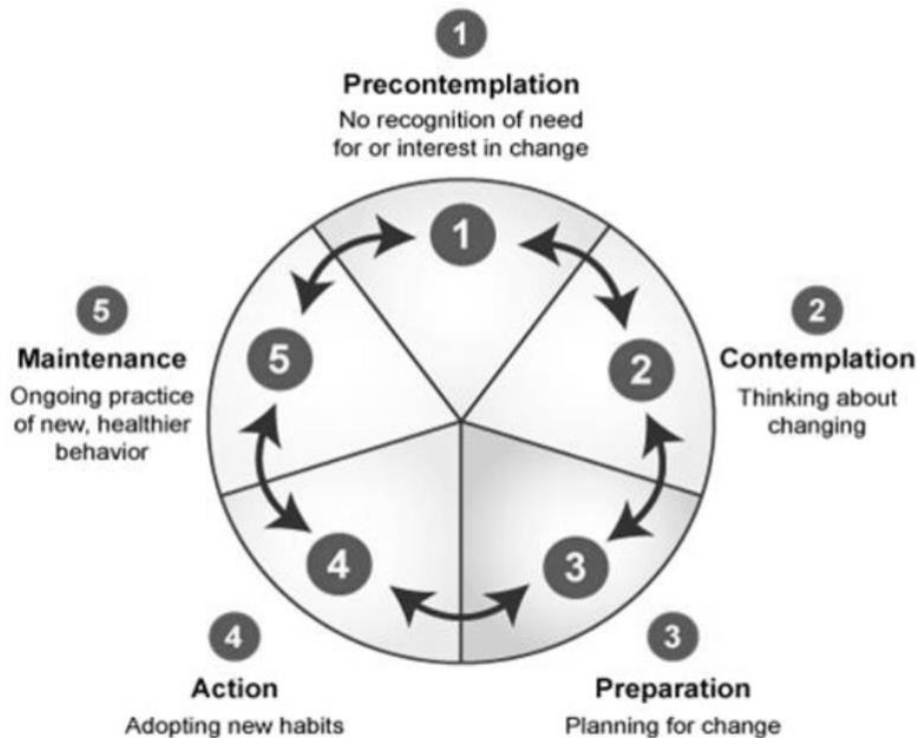 1
Precontemplation
No recognition of need
for or interest in change
1
5
Maintenance
Ongoing practice
of new, healthier
behavior
5
2
2
Contemplation
Thinking about
changing
4
3
4
Action
Adopting new habits
3
Preparation
Planning for change